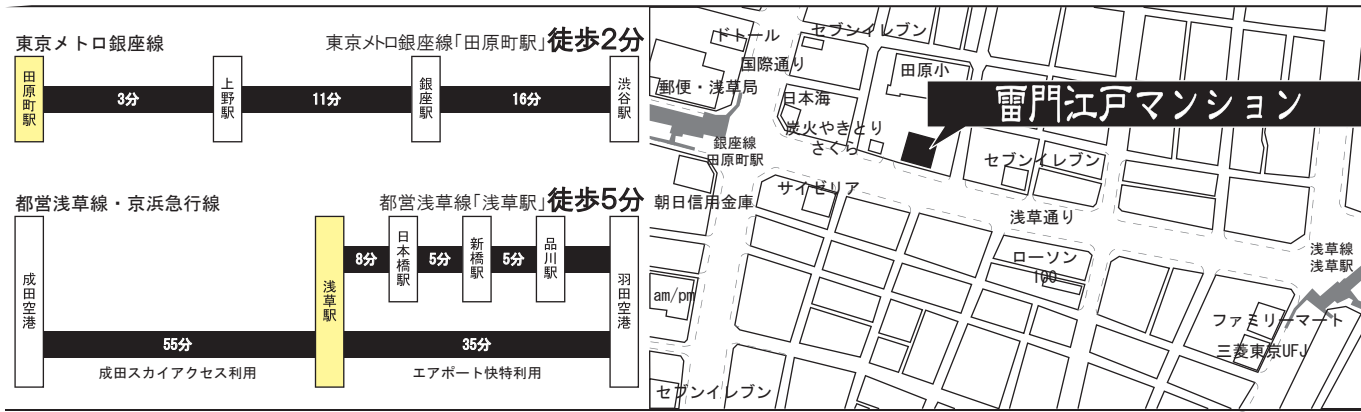 東京メトロ銀座線
東京メトロ銀座線「田原町駅」徒歩2分
田原町駅
3分
上野駅
11分
銀座駅
16分
渋谷駅
都営浅草線・京浜急行線
都営浅草線「浅草駅」徒歩5分
成田空港
浅草駅
8分
日本橋駅
5分
新橋駅
5分
品川駅
羽田空港
55分
35分
成田スカイアクセス利用
エアポート快特利用
ドトール
セブンイレブン
国際通り
田原小
郵便・浅草局
日本海
雷門江戸マンション
炭火やきとり
さくら
銀座線
田原町駅
セブンイレブン
サイゼリア
朝日信用金庫
浅草通り
浅草線
浅草駅
ローソン
100
am/pm
ファミリーマート
三菱東京UFJ
セブンイレブン